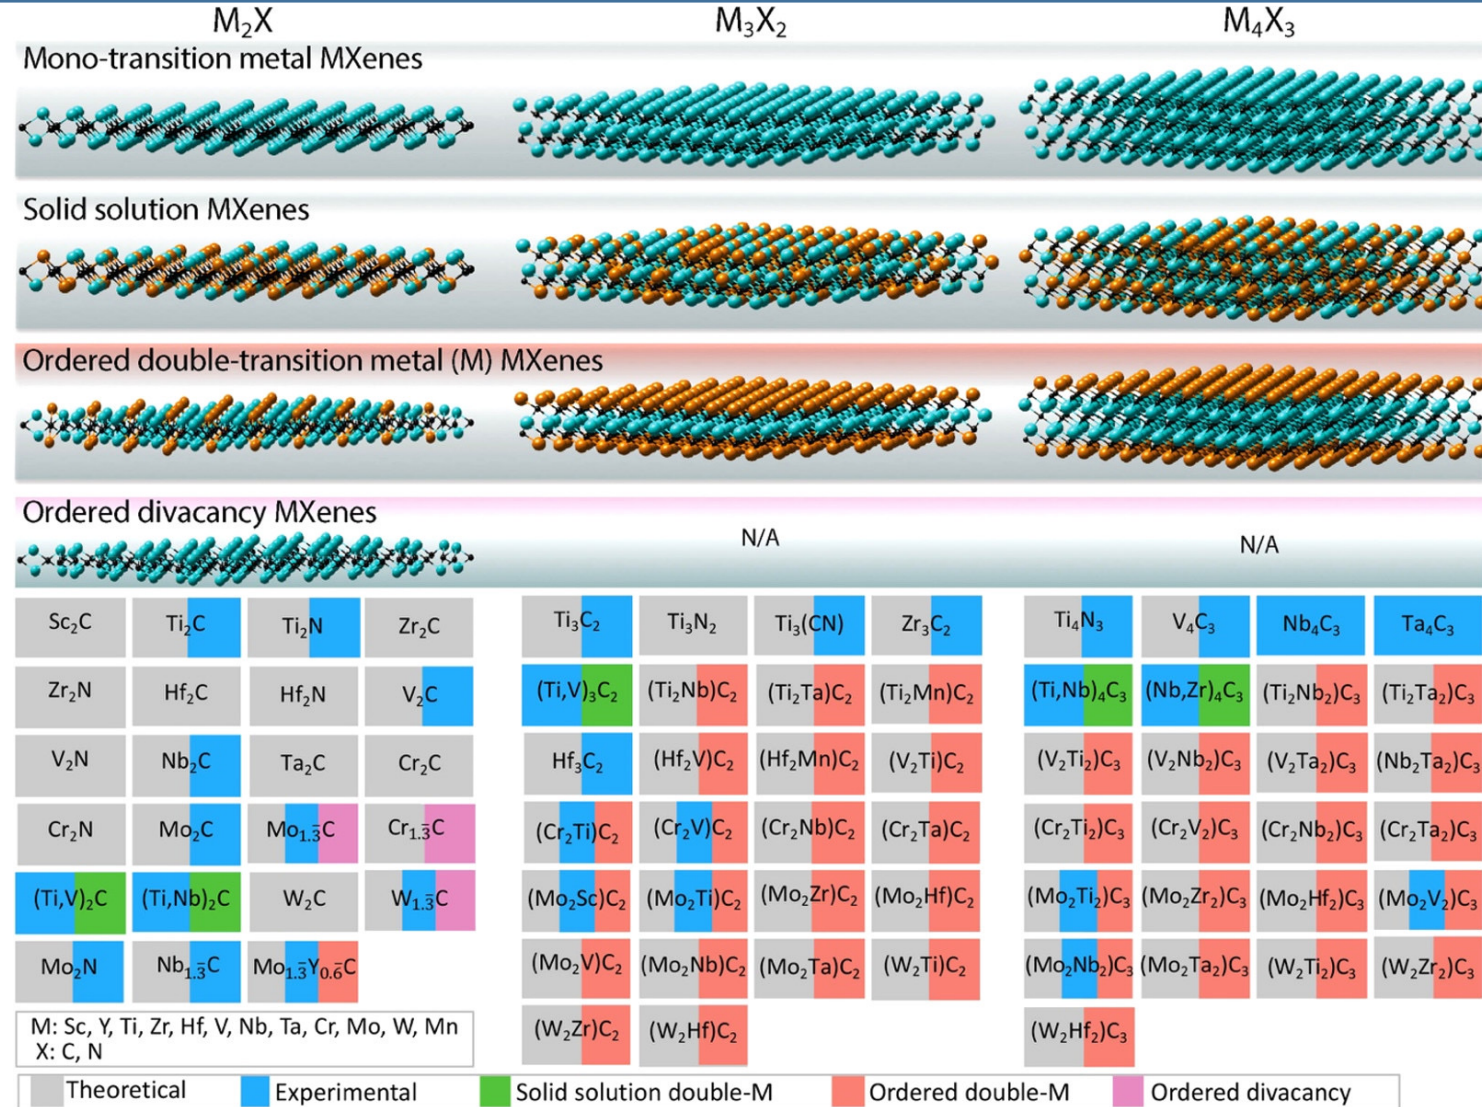 M₂X M₃X₂ M₄X₃
Mono-transition metal MXenes
Solid solution MXenes
Ordered double-transition metal (M) MXenes
Ordered divacancy MXenes
N/A N/A
Sc₂C Ti₂C Ti₂N Zr₂C Ti₃C₂ Ti₃N₂ Ti₃(CN) Zr₃C₂ Ti₄N₃ V₄C₃ Nb₄C₃ Ta₄C₃
Zr₂N Hf₂C Hf₂N V₂C (Ti,V)₃C₂ (Ti₂Nb)C₂ (Ti₂Ta)C₂ (Ti₂Mn)C₂ (Ti,Nb)₄C₃ (Nb,Zr)₄C₃ (Ti₂Nb₂)C₃ (Ti₂Ta₂)C₃
V₂N Nb₂C Ta₂C Cr₂C Hf₃C₂ (Hf₂V)C₂ (Hf₂Mn)C₂ (V₂Ti)C₂ (V₂Ti₂)C₃ (V₂Nb₂)C₃ (V₂Ta₂)C₃ (Nb₂Ta₂)C₃
Cr₂N Mo₂C Mo₁.₃̄C Cr₁.₃̄C (Cr₂Ti)C₂ (Cr₂V)C₂ (Cr₂Nb)C₂ (Cr₂Ta)C₂ (Cr₂Ti₂)C₃ (Cr₂V₂)C₃ (Cr₂Nb₂)C₃ (Cr₂Ta₂)C₃
(Ti,V)₂C (Ti,Nb)₂C W₂C W₁.₃̄C (Mo₂Sc)C₂ (Mo₂Ti)C₂ (Mo₂Zr)C₂ (Mo₂Hf)C₂ (Mo₂Ti₂)C₃ (Mo₂Zr₂)C₃ (Mo₂Hf₂)C₃ (Mo₂V₂)C₃
Mo₂N Nb₁.₃̄C Mo₁.₃̄Y₀.₆̄C (Mo₂V)C₂ (Mo₂Nb)C₂ (Mo₂Ta)C₂ (W₂Ti)C₂ (Mo₂Nb₂)C₃ (Mo₂Ta₂)C₃ (W₂Ti₂)C₃ (W₂Zr₂)C₃
(W₂Zr)C₂ (W₂Hf)C₂ (W₂Hf₂)C₃
M: Sc, Y, Ti, Zr, Hf, V, Nb, Ta, Cr, Mo, W, Mn
X: C, N
Theoretical Experimental Solid solution double-M Ordered double-M Ordered divacancy